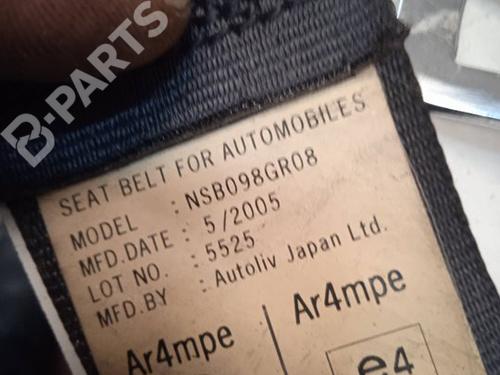 B-PARTS
SEAT BELT FOR AUTOMOBILES
MODEL : NSB098GR08
MFD.DATE : 5/2005
LOT NO. : 5525
MFD.BY : Autoliv Japan Ltd.
Ar4mpe
Ar4mpe
e4